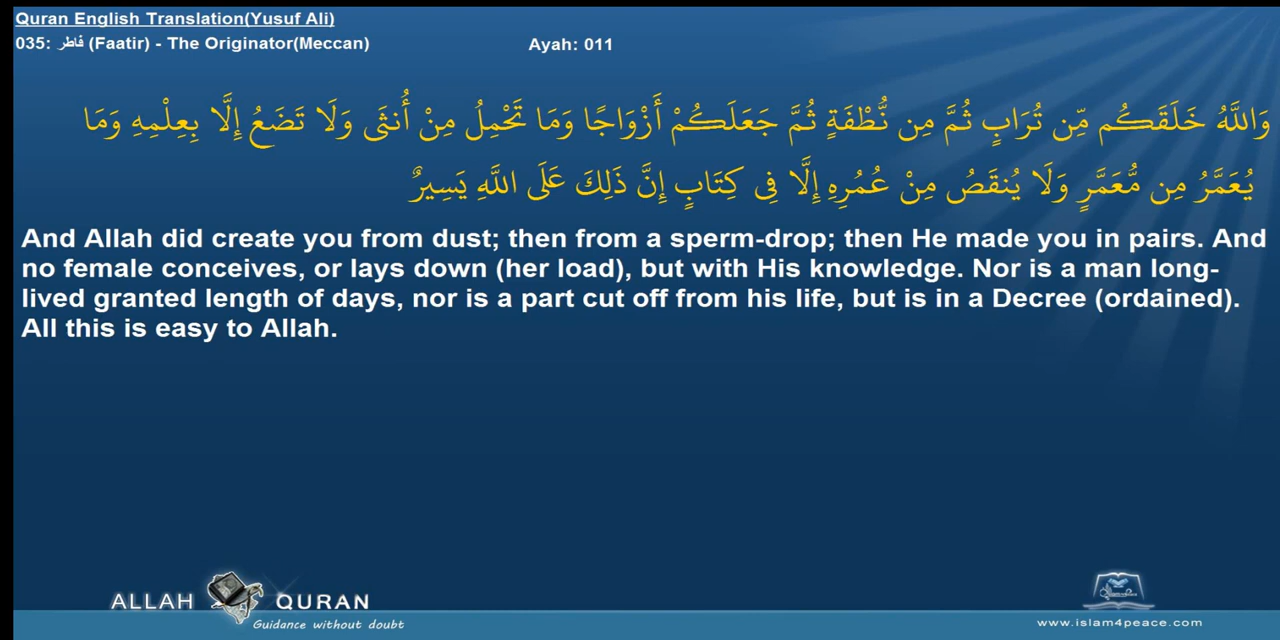 Quran English Translation(Yusuf Ali)
035: فاطر (Faatir) - The Originator(Meccan) Ayah: 011
وَاللَّهُ خَلَقَكُم مِّن تُرَابٍ ثُمَّ مِن نُّطْفَةٍ ثُمَّ جَعَلَكُمْ أَزْوَاجًا وَمَا تَحْمِلُ مِنْ أُنثَى وَلَا تَضَعُ إِلَّا بِعِلْمِهِ وَمَا
يُعَمَّرُ مِن مُّعَمَّرٍ وَلَا يُنقَصُ مِنْ عُمُرِهِ إِلَّا فِي كِتَابٍ إِنَّ ذَلِكَ عَلَى اللَّهِ يَسِيرٌ
And Allah did create you from dust; then from a sperm-drop; then He made you in pairs. And
no female conceives, or lays down (her load), but with His knowledge. Nor is a man long-
lived granted length of days, nor is a part cut off from his life, but is in a Decree (ordained).
All this is easy to Allah.
ALLAH QURAN
Guidance without doubt
www.islam4peace.com